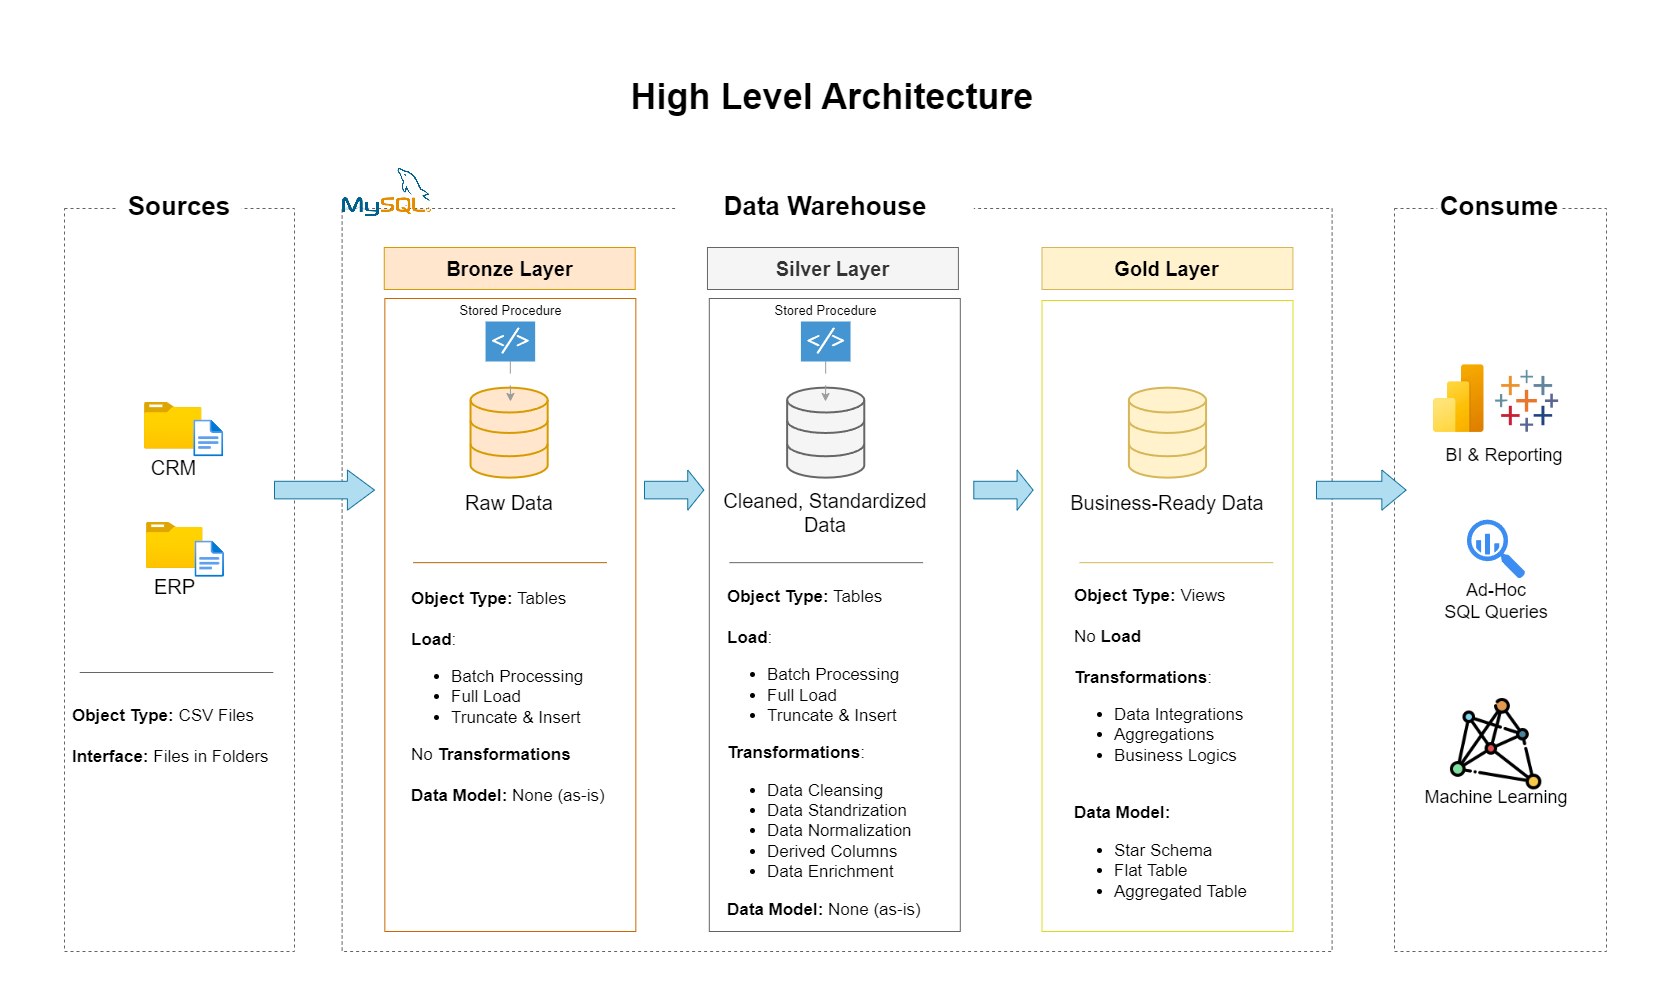 High Level Architecture
Sources
CRM
ERP
Object Type: CSV Files
Interface: Files in Folders
MySQL
Data Warehouse
Bronze Layer
Stored Procedure
</>
Raw Data
Object Type: Tables
Load:
• Batch Processing
• Full Load
• Truncate & Insert
No Transformations
Data Model: None (as-is)
Silver Layer
Stored Procedure
</>
Cleaned, Standardized
Data
Object Type: Tables
Load:
• Batch Processing
• Full Load
• Truncate & Insert
Transformations:
• Data Cleansing
• Data Standrization
• Data Normalization
• Derived Columns
• Data Enrichment
Data Model: None (as-is)
Gold Layer
Business-Ready Data
Object Type: Views
No Load
Transformations:
• Data Integrations
• Aggregations
• Business Logics
Data Model:
• Star Schema
• Flat Table
• Aggregated Table
Consume
BI & Reporting
Ad-Hoc
SQL Queries
Machine Learning